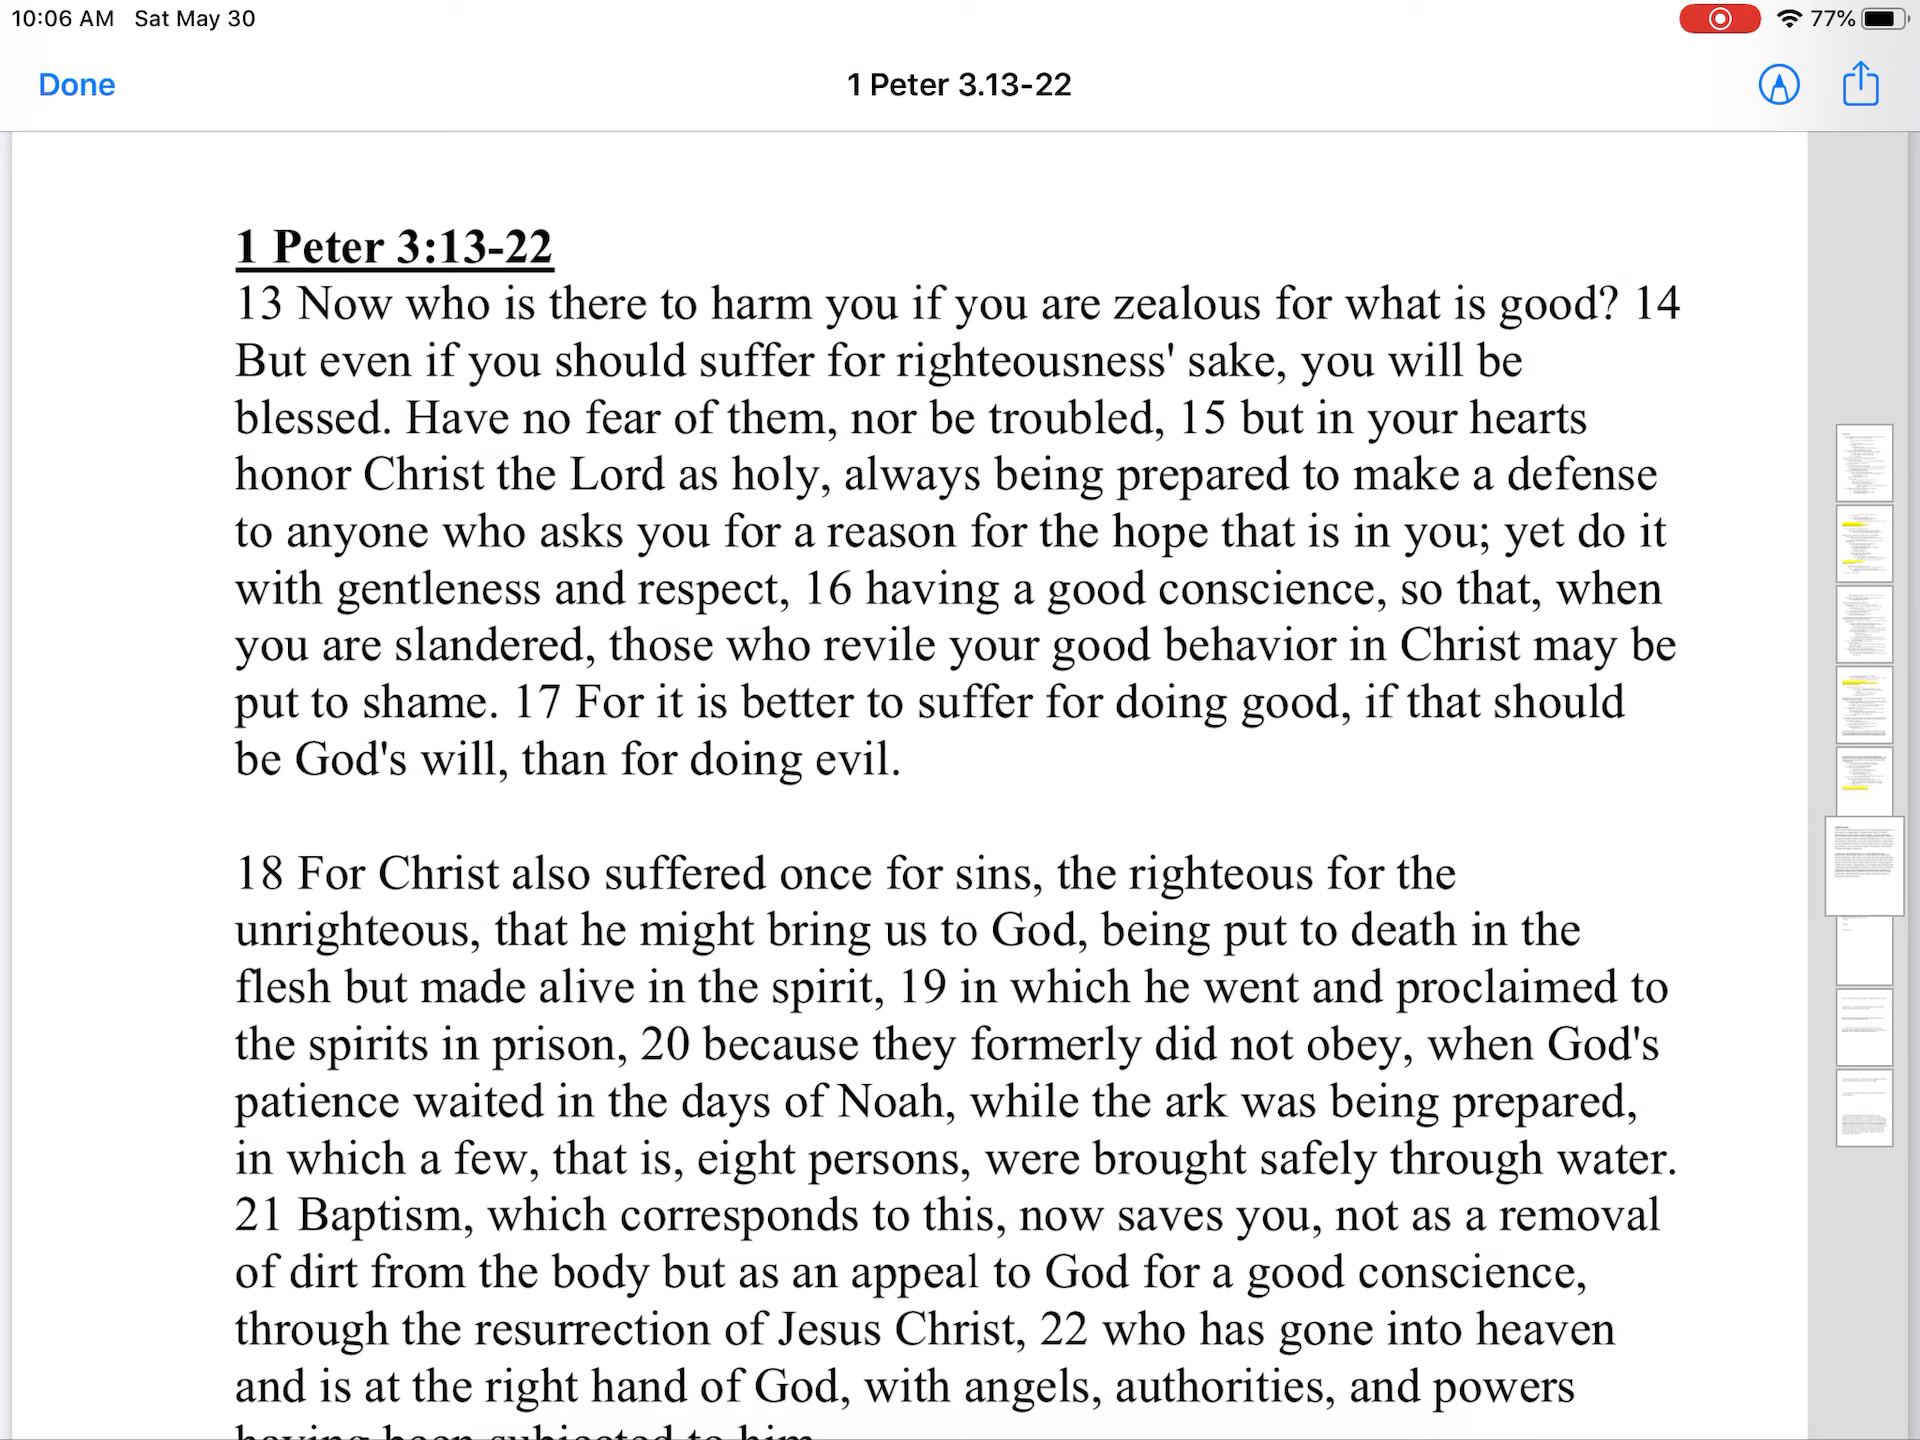 10:06 AM Sat May 30
77%
Done
1 Peter 3.13-22
1 Peter 3:13-22
13 Now who is there to harm you if you are zealous for what is good? 14
But even if you should suffer for righteousness' sake, you will be
blessed. Have no fear of them, nor be troubled, 15 but in your hearts
honor Christ the Lord as holy, always being prepared to make a defense
to anyone who asks you for a reason for the hope that is in you; yet do it
with gentleness and respect, 16 having a good conscience, so that, when
you are slandered, those who revile your good behavior in Christ may be
put to shame. 17 For it is better to suffer for doing good, if that should
be God's will, than for doing evil.
18 For Christ also suffered once for sins, the righteous for the
unrighteous, that he might bring us to God, being put to death in the
flesh but made alive in the spirit, 19 in which he went and proclaimed to
the spirits in prison, 20 because they formerly did not obey, when God's
patience waited in the days of Noah, while the ark was being prepared,
in which a few, that is, eight persons, were brought safely through water.
21 Baptism, which corresponds to this, now saves you, not as a removal
of dirt from the body but as an appeal to God for a good conscience,
through the resurrection of Jesus Christ, 22 who has gone into heaven
and is at the right hand of God, with angels, authorities, and powers
having been subjected to him